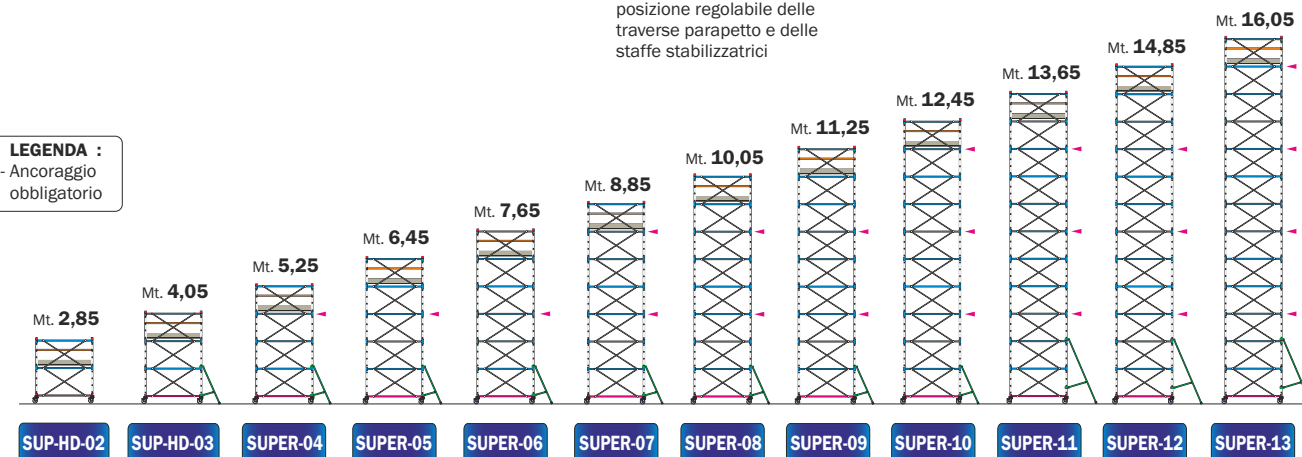 posizione regolabile delle
traverse parapetto e delle
staffe stabilizzatrici
LEGENDA :
- Ancoraggio
obbligatorio
Mt. 2,85
Mt. 4,05
Mt. 5,25
Mt. 6,45
Mt. 7,65
Mt. 8,85
Mt. 10,05
Mt. 11,25
Mt. 12,45
Mt. 13,65
Mt. 14,85
Mt. 16,05
SUP-HD-02
SUP-HD-03
SUPER-04
SUPER-05
SUPER-06
SUPER-07
SUPER-08
SUPER-09
SUPER-10
SUPER-11
SUPER-12
SUPER-13